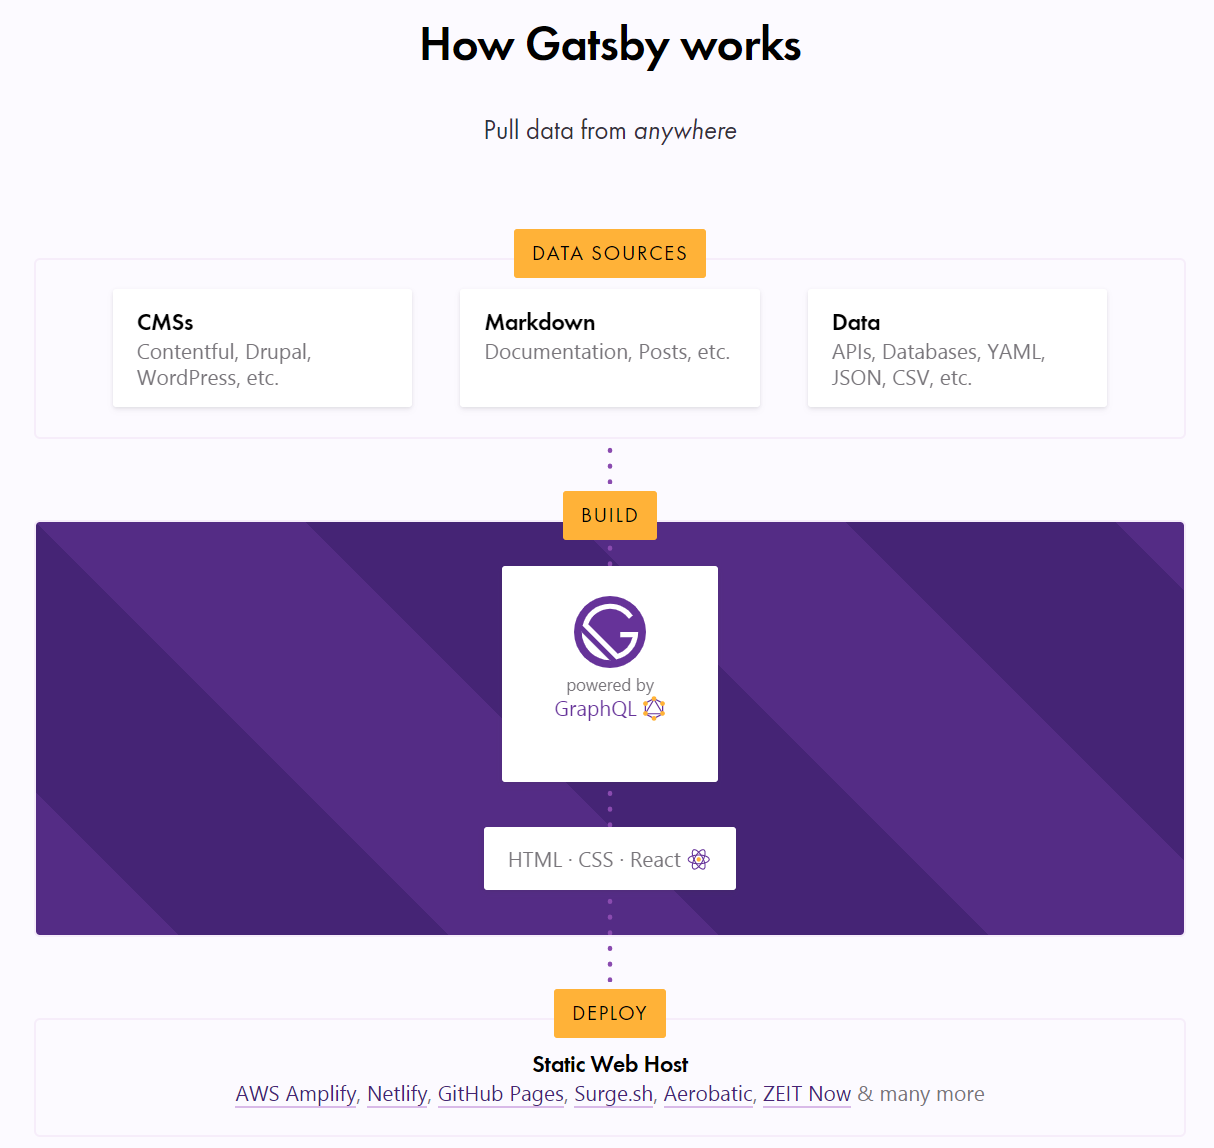 How Gatsby works
Pull data from anywhere
DATA SOURCES
CMSs
Contentful, Drupal,
WordPress, etc.
Markdown
Documentation, Posts, etc.
Data
APIs, Databases, YAML,
JSON, CSV, etc.
BUILD
powered by
GraphQL
HTML · CSS · React
DEPLOY
Static Web Host
AWS Amplify, Netlify, GitHub Pages, Surge.sh, Aerobatic, ZEIT Now & many more